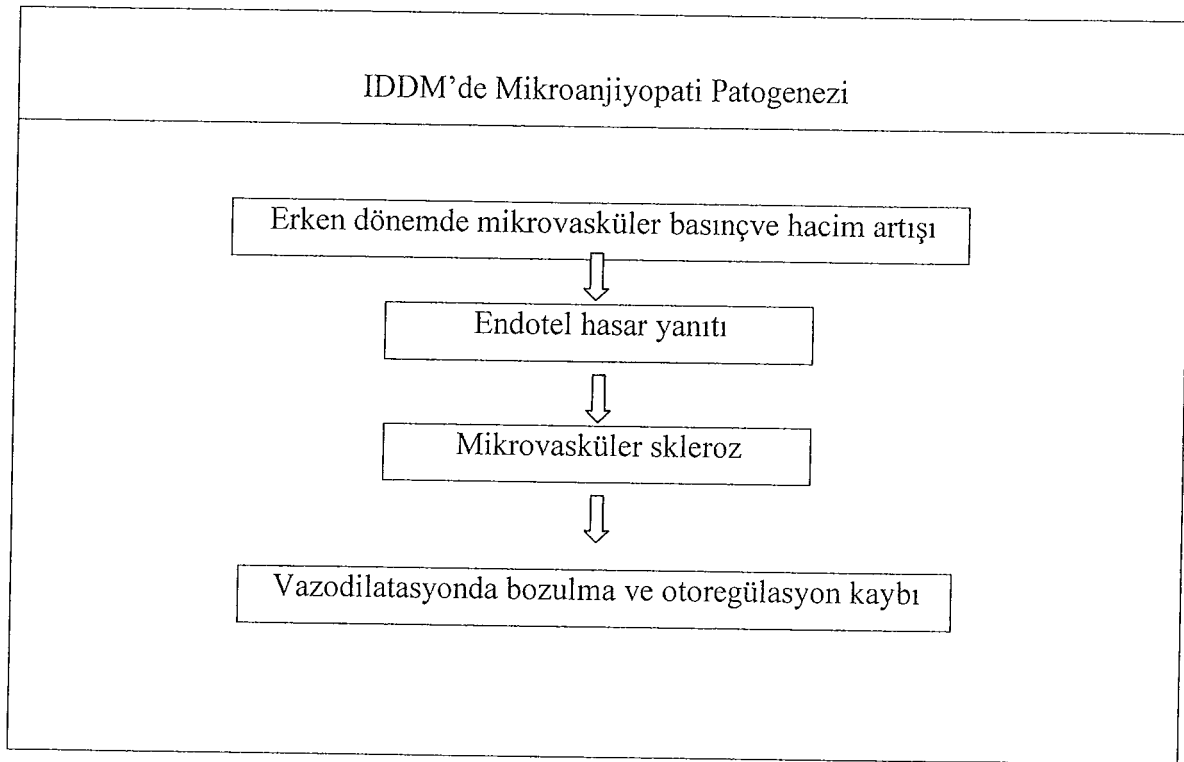 IDDM’de Mikroanjiyopati Patogenezi
Erken dönemde mikrovasküler basınçve hacim artışı
Endotel hasar yanıtı
Mikrovasküler skleroz
Vazodilatasyonda bozulma ve otoregülasyon kaybı